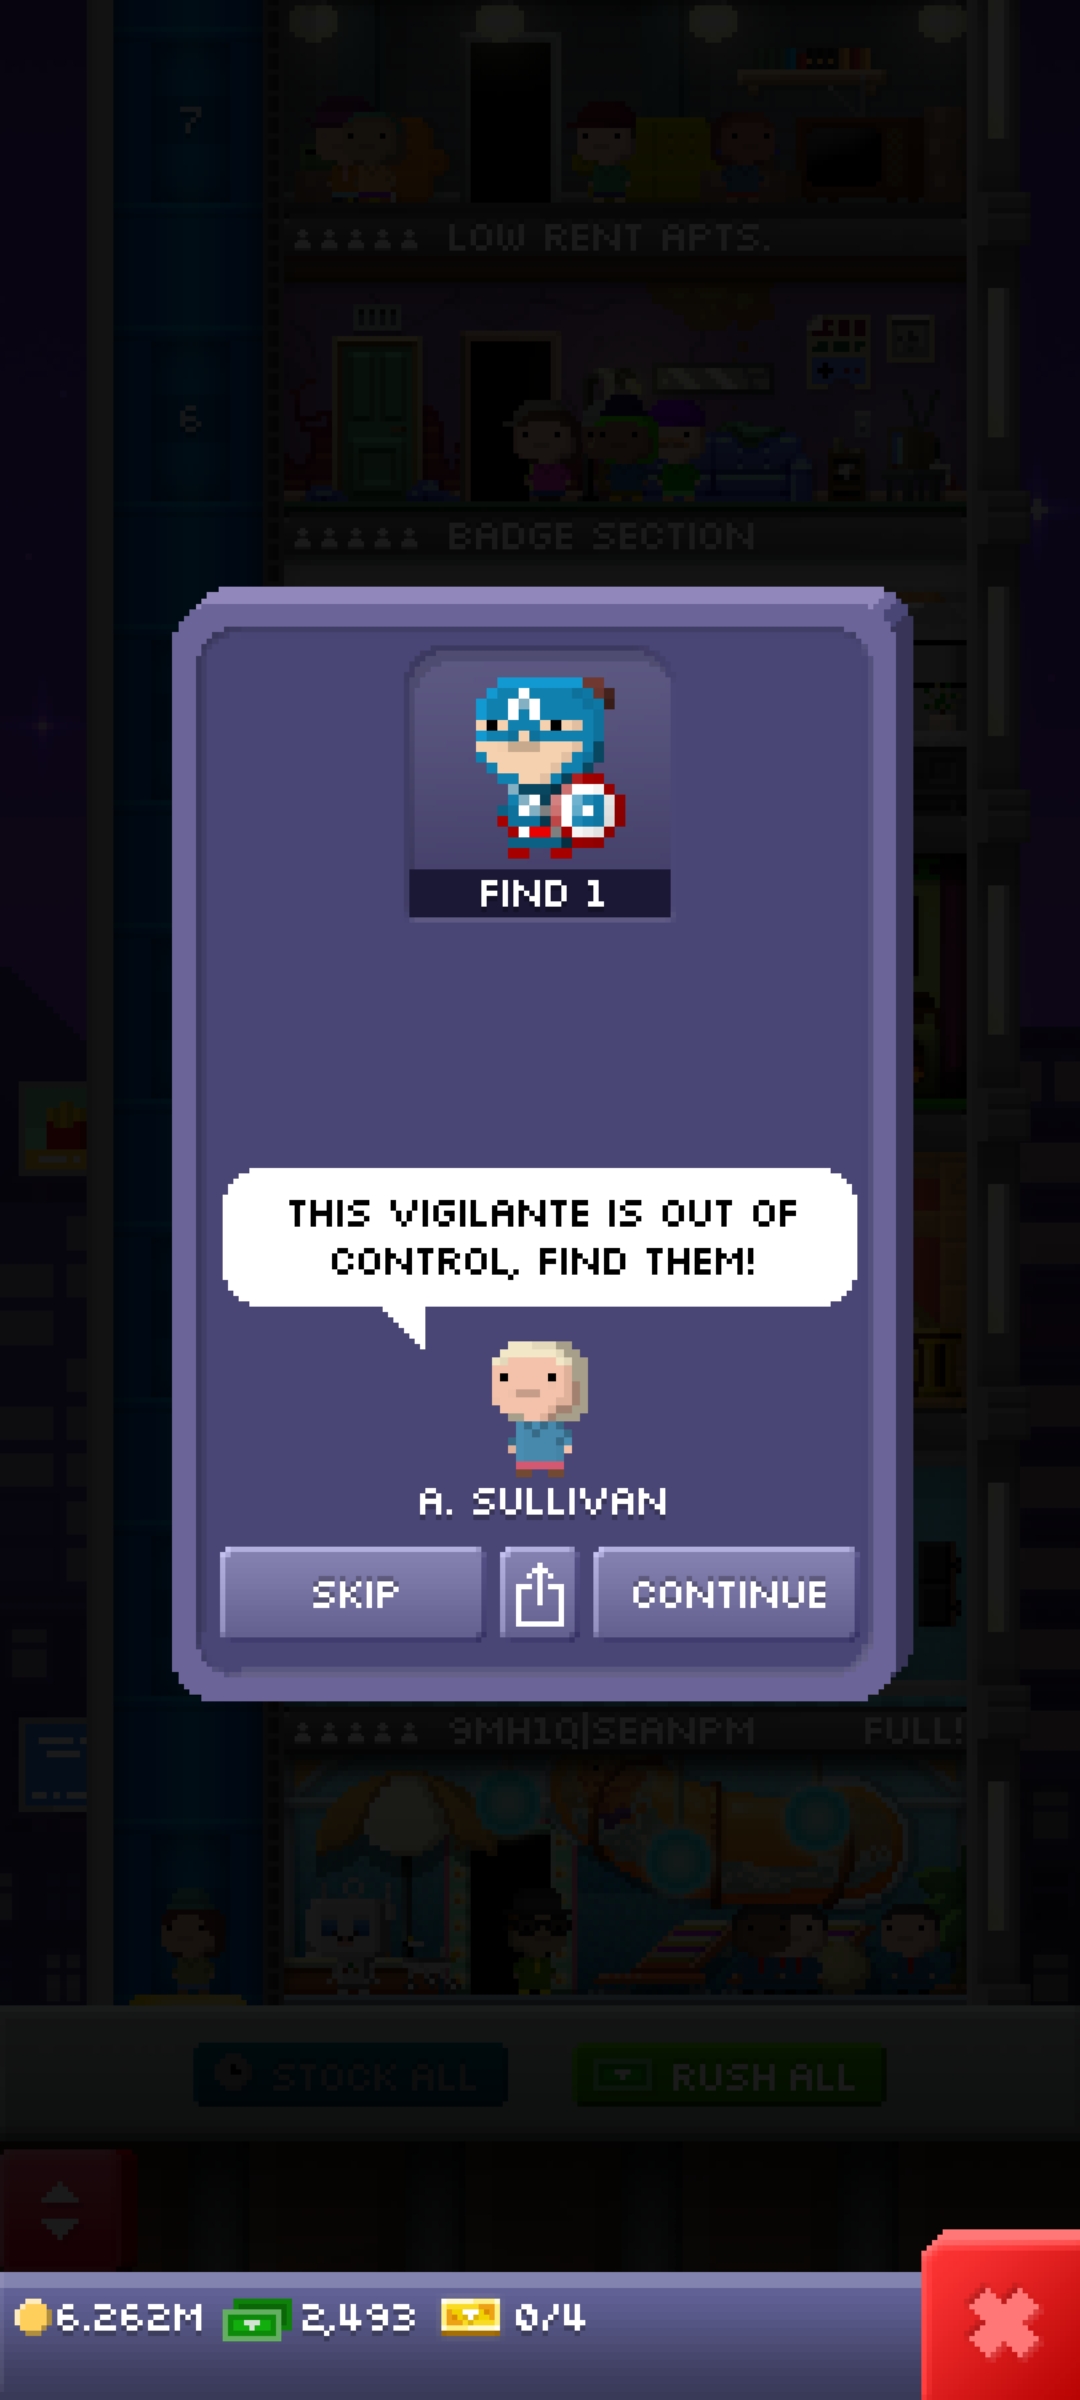 7
LOW RENT APTS.
6
BADGE SECTION
FIND 1
THIS VIGILANTE IS OUT OF
CONTROL, FIND THEM!
A. SULLIVAN
SKIP
CONTINUE
9MH1Q|SEANPM FULL!
STOCK ALL
RUSH ALL
6.262M 2,493 0/4